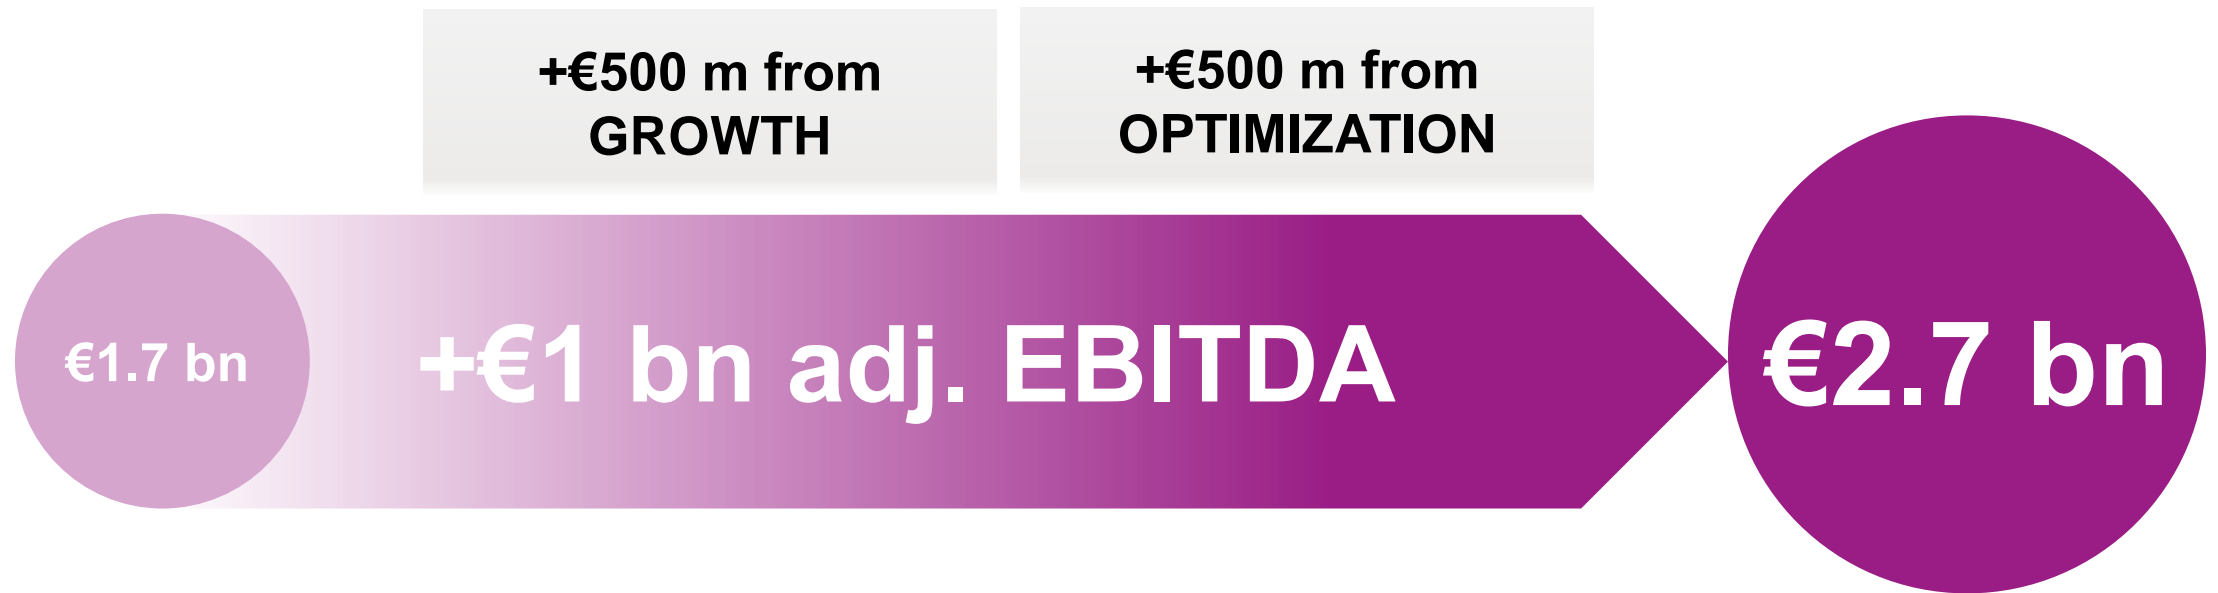 +€500 m from
GROWTH
+€500 m from
OPTIMIZATION
€1.7 bn
+€1 bn adj. EBITDA
€2.7 bn